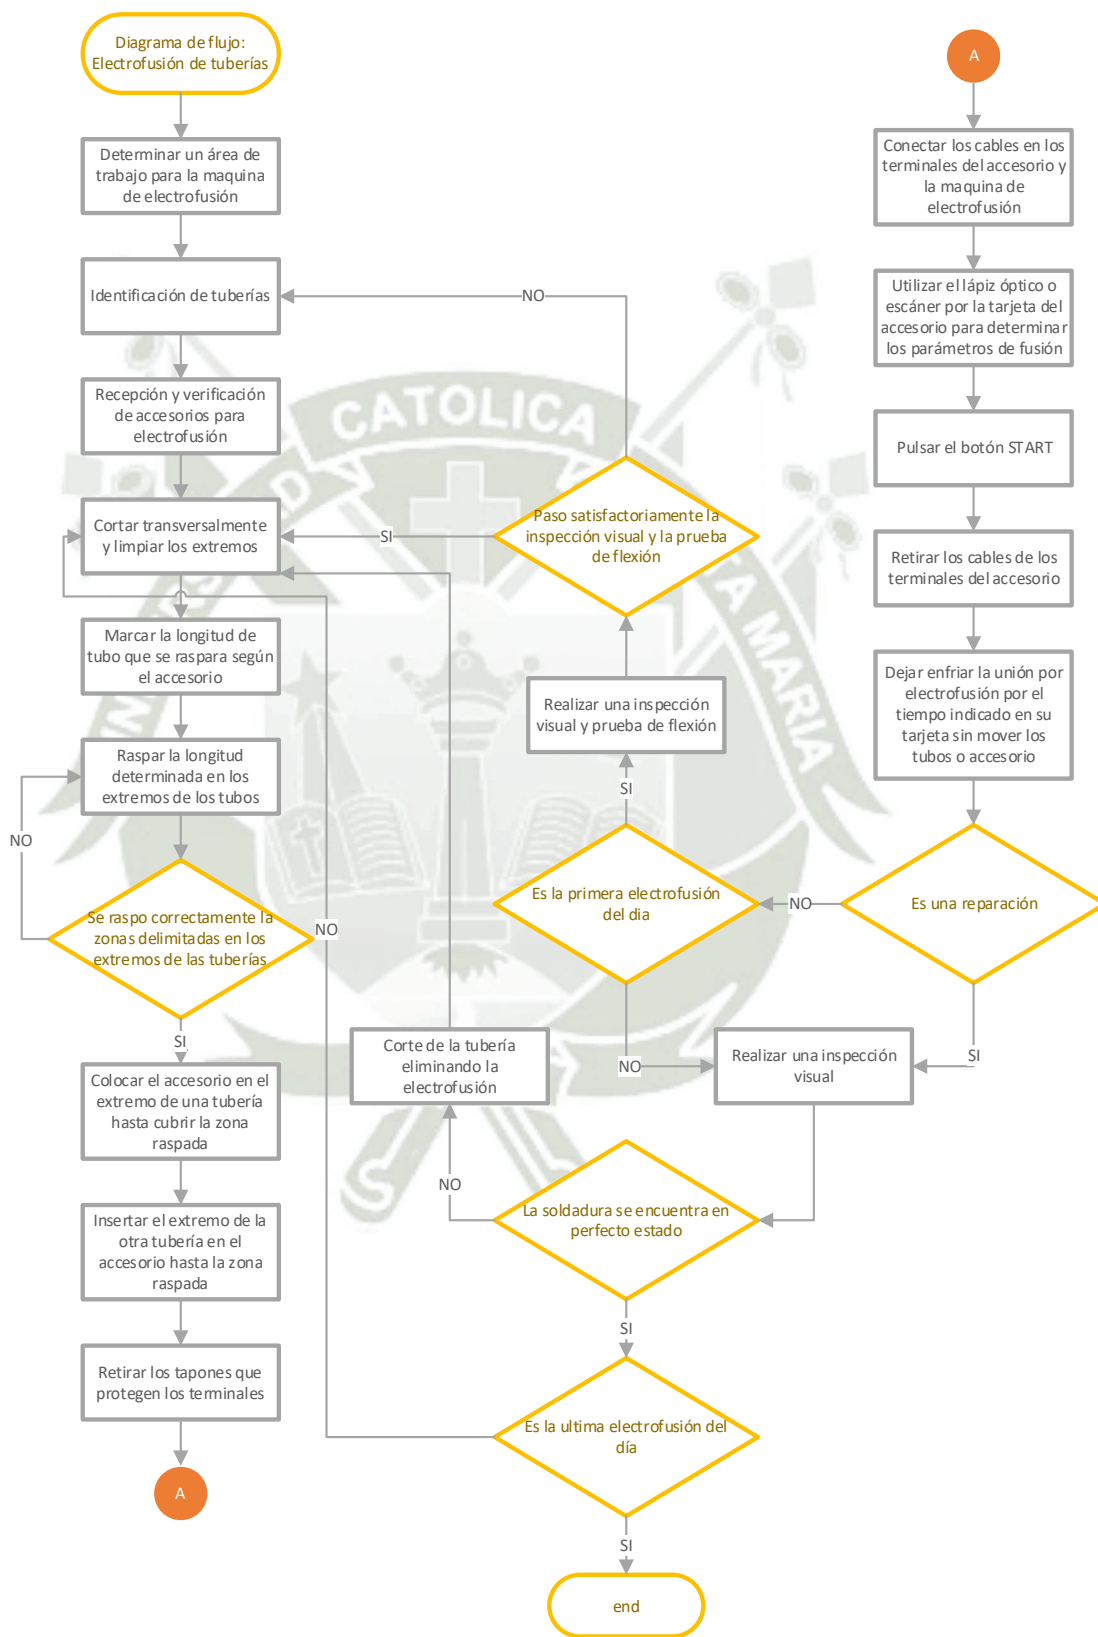 Diagrama de flujo:
Electrofusión de tuberías
Determinar un área de
trabajo para la maquina
de electrofusión
Identificación de tuberías
Recepción y verificación
de accesorios para
electrofusión
Cortar transversalmente
y limpiar los extremos
Marcar la longitud de
tubo que se raspara según
el accesorio
Raspar la longitud
determinada en los
extremos de los tubos
NO
Se raspo correctamente la
zonas delimitadas en los
extremos de las tuberías
SI
Colocar el accesorio en el
extremo de una tubería
hasta cubrir la zona
raspada
Insertar el extremo de la
otra tubería en el
accesorio hasta la zona
raspada
Retirar los tapones que
protegen los terminales
A
A
Conectar los cables en los
terminales del accesorio y
la maquina de
electrofusión
Utilizar el lápiz óptico o
escáner por la tarjeta del
accesorio para determinar
los parámetros de fusión
Pulsar el botón START
Retirar los cables de los
terminales del accesorio
Dejar enfriar la unión por
electrofusión por el
tiempo indicado en su
tarjeta sin mover los
tubos o accesorio
Es una reparación
NO
SI
Es la primera electrofusión
del dia
SI
NO
Realizar una inspección
visual y prueba de flexión
Paso satisfactoriamente la
inspección visual y la prueba
de flexión
NO
SI
Realizar una inspección
visual
La soldadura se encuentra en
perfecto estado
NO
Corte de la tubería
eliminando la
electrofusión
SI
Es la ultima electrofusión del
día
NO
SI
end
CATOLICA